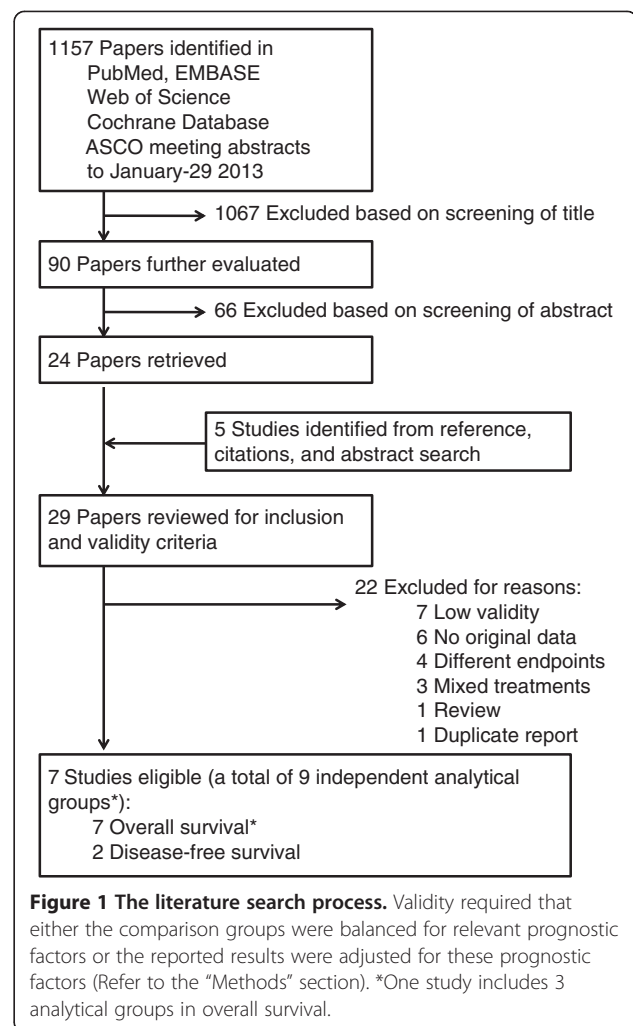 1157 Papers identified in
PubMed, EMBASE
Web of Science
Cochrane Database
ASCO meeting abstracts
to January-29 2013
1067 Excluded based on screening of title
90 Papers further evaluated
66 Excluded based on screening of abstract
24 Papers retrieved
5 Studies identified from reference,
citations, and abstract search
29 Papers reviewed for inclusion
and validity criteria
22 Excluded for reasons:
7 Low validity
6 No original data
4 Different endpoints
3 Mixed treatments
1 Review
1 Duplicate report
7 Studies eligible (a total of 9 independent analytical
groups*):
7 Overall survival*
2 Disease-free survival
Figure 1 The literature search process. Validity required that
either the comparison groups were balanced for relevant prognostic
factors or the reported results were adjusted for these prognostic
factors (Refer to the “Methods” section). *One study includes 3
analytical groups in overall survival.